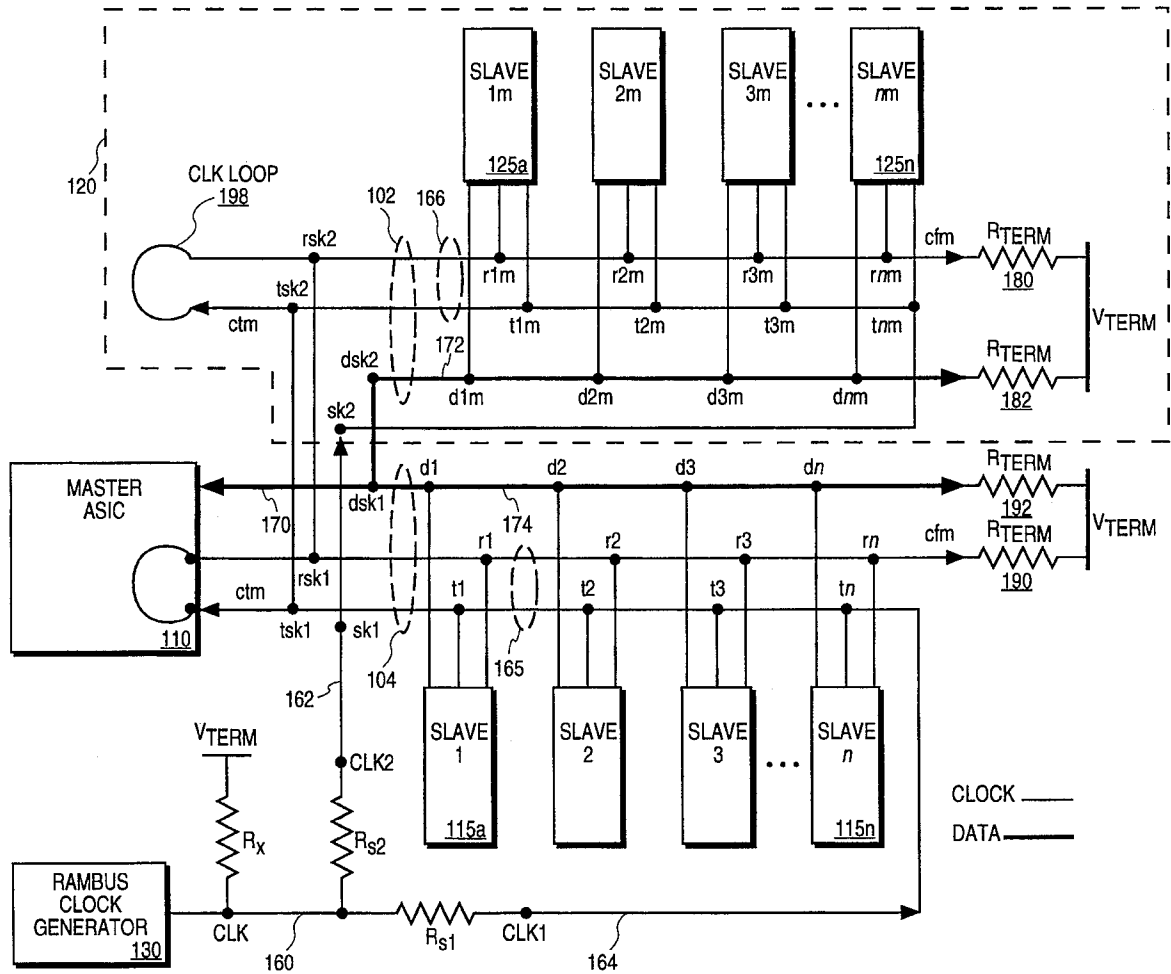 SLAVE
1m
125a
SLAVE
2m
SLAVE
3m
...
SLAVE
nm
125n
120
CLK LOOP
198
102
166
rsk2
r1m
r2m
r3m
rnm
cfm
RTERM
180
tsk2
ctm
t1m
t2m
t3m
tnm
VTERM
dsk2
172
RTERM
182
d1m
d2m
d3m
dnm
sk2
MASTER
ASIC
110
170
dsk1
d1
d2
d3
dn
174
RTERM
192
VTERM
rsk1
r1
r2
r3
rn
cfm
RTERM
190
ctm
tsk1
sk1
t1
t2
t3
tn
104
165
162
VTERM
CLK2
RX
RS2
SLAVE
1
115a
SLAVE
2
SLAVE
3
...
SLAVE
n
115n
CLOCK
DATA
RAMBUS
CLOCK
GENERATOR
130
CLK
160
RS1
CLK1
164